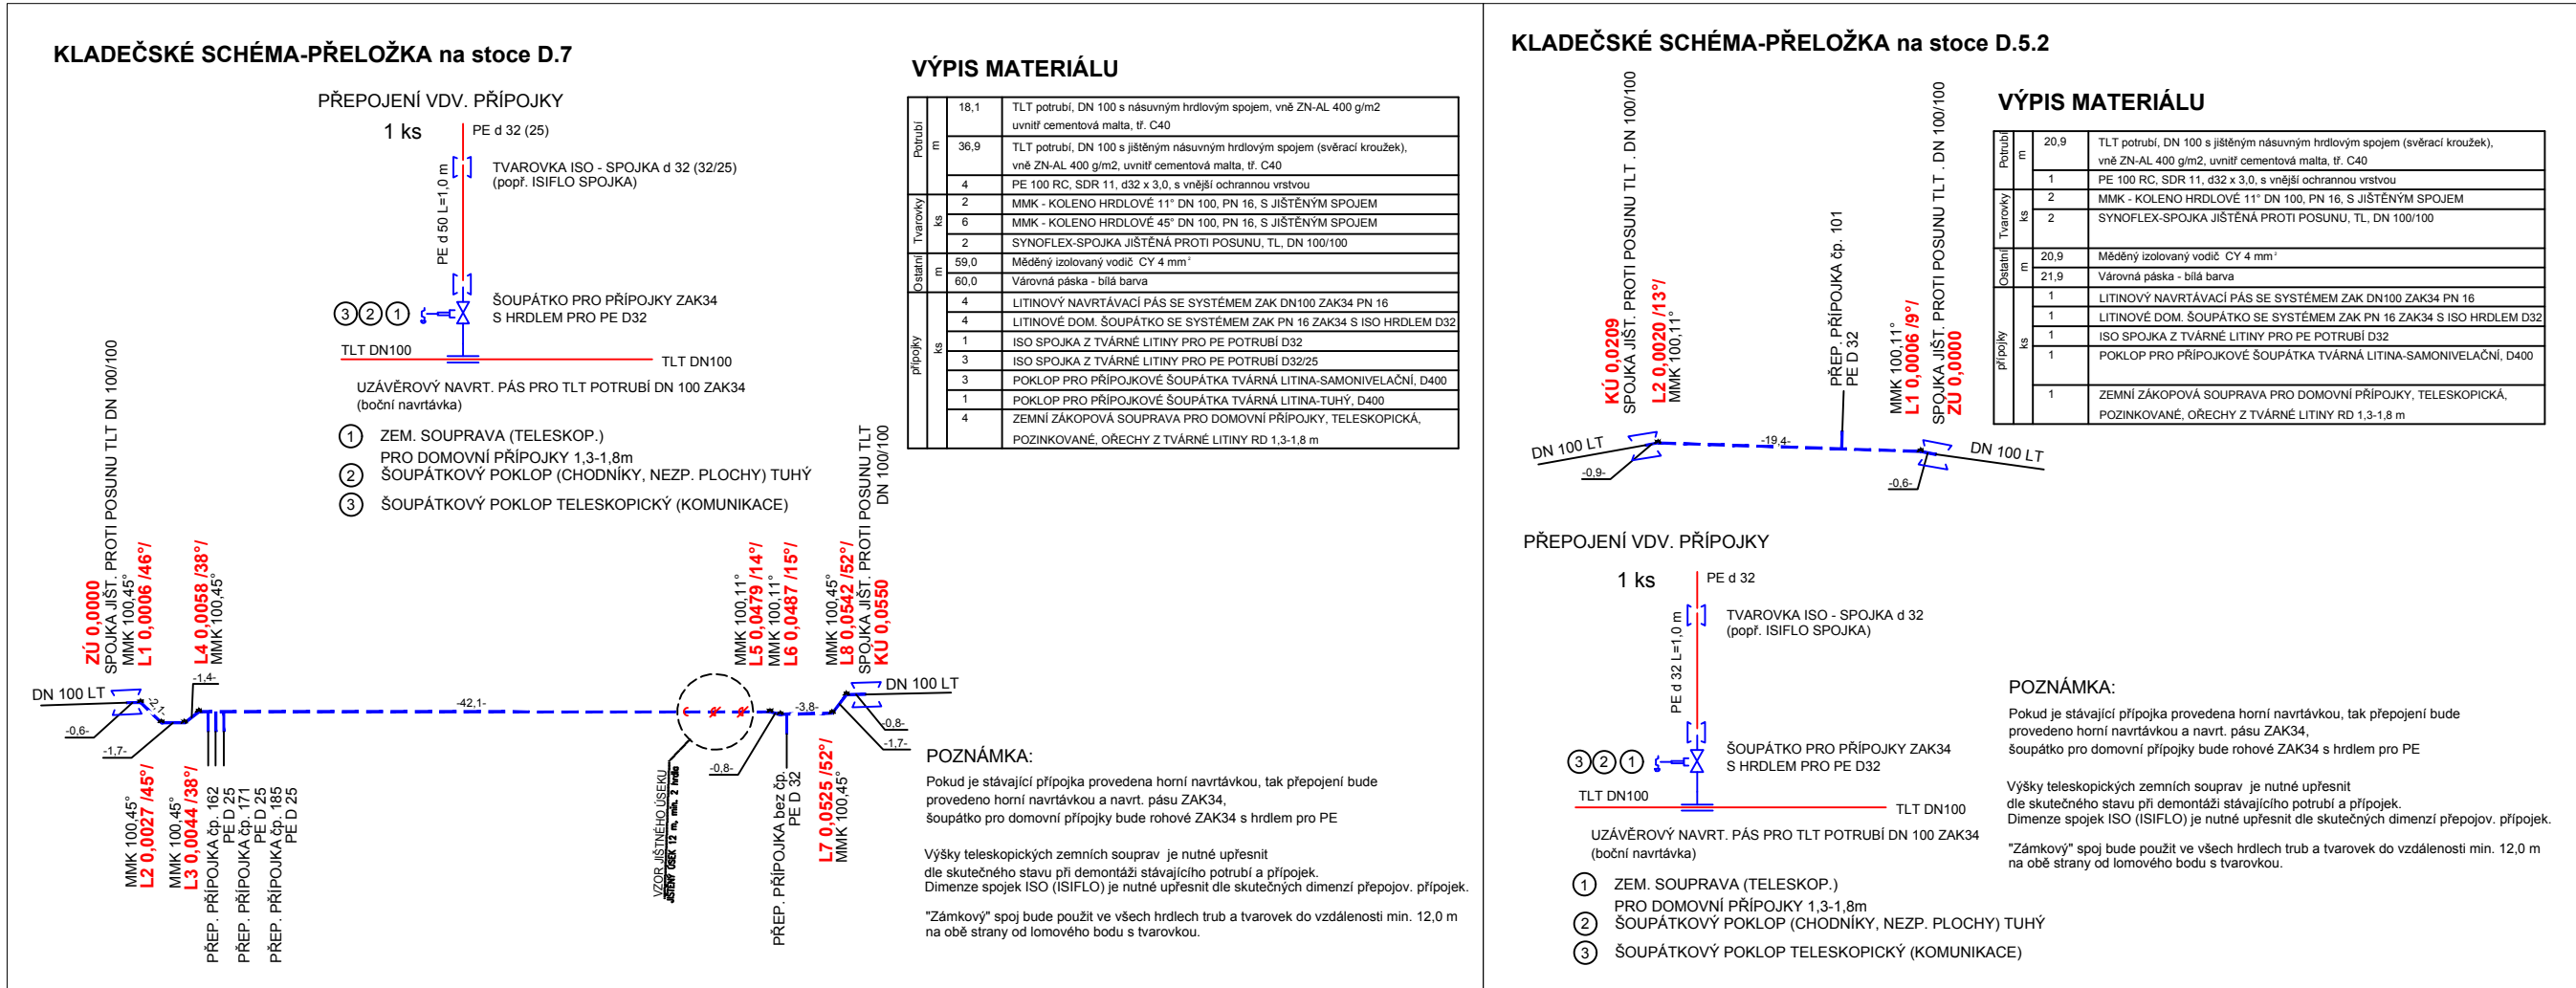 KLADEČSKÉ SCHÉMA-PŘELOŽKA na stoce D.7
PŘEPOJENÍ VDV. PŘÍPOJKY
1 ks
PE d 32 (25)
TVAROVKA ISO - SPOJKA d 32 (32/25)
(popř. ISIFLO SPOJKA)
PE d 50 L=1,0 m
ŠOUPÁTKO PRO PŘÍPOJKY ZAK34
S HRDLEM PRO PE D32
3 2 1
TLT DN100
TLT DN100
UZÁVĚROVÝ NAVRT. PÁS PRO TLT POTRUBÍ DN 100 ZAK34
(boční navrtávka)
1 ZEM. SOUPRAVA (TELESKOP.)
PRO DOMOVNÍ PŘÍPOJKY 1,3-1,8m
2 ŠOUPÁTKOVÝ POKLOP (CHODNÍKY, NEZP. PLOCHY) TUHÝ
3 ŠOUPÁTKOVÝ POKLOP TELESKOPICKÝ (KOMUNIKACE)
VÝPIS MATERIÁLU
Potrubí
m
18,1 TLT potrubí, DN 100 s násuvným hrdlovým spojem, vně ZN-AL 400 g/m2
uvnitř cementová malta, tř. C40
36,9 TLT potrubí, DN 100 s jištěným násuvným hrdlovým spojem (svěrací kroužek),
vně ZN-AL 400 g/m2, uvnitř cementová malta, tř. C40
4 PE 100 RC, SDR 11, d32 x 3,0, s vnější ochrannou vrstvou
Tvarovky
ks
2 MMK - KOLENO HRDLOVÉ 11° DN 100, PN 16, S JIŠTĚNÝM SPOJEM
6 MMK - KOLENO HRDLOVÉ 45° DN 100, PN 16, S JIŠTĚNÝM SPOJEM
2 SYNOFLEX-SPOJKA JIŠTĚNÁ PROTI POSUNU, TL, DN 100/100
Ostatní
m
59,0 Měděný izolovaný vodič CY 4 mm²
60,0 Várovná páska - bílá barva
přípojky
ks
4 LITINOVÝ NAVRTÁVACÍ PÁS SE SYSTÉMEM ZAK DN100 ZAK34 PN 16
4 LITINOVÉ DOM. ŠOUPÁTKO SE SYSTÉMEM ZAK PN 16 ZAK34 S ISO HRDLEM D32
1 ISO SPOJKA Z TVÁRNÉ LITINY PRO PE POTRUBÍ D32
3 ISO SPOJKA Z TVÁRNÉ LITINY PRO PE POTRUBÍ D32/25
3 POKLOP PRO PŘÍPOJKOVÉ ŠOUPÁTKA TVÁRNÁ LITINA-SAMONIVELAČNÍ, D400
1 POKLOP PRO PŘÍPOJKOVÉ ŠOUPÁTKA TVÁRNÁ LITINA-TUHÝ, D400
4 ZEMNÍ ZÁKOPOVÁ SOUPRAVA PRO DOMOVNÍ PŘÍPOJKY, TELESKOPICKÁ,
POZINKOVANÉ, OŘECHY Z TVÁRNÉ LITINY RD 1,3-1,8 m
ZÚ 0,0000
SPOJKA JIŠT. PROTI POSUNU TLT DN 100/100
MMK 100,45°
L1 0,0006 /46°/
L4 0,0058 /38°/
MMK 100,45°
MMK 100,11°
L5 0,0479 /14°/
MMK 100,11°
L6 0,0487 /15°/
MMK 100,45°
L8 0,0542 /52°/
SPOJKA JIŠT. PROTI POSUNU TLT
DN 100/100
KÚ 0,0550
DN 100 LT
-0,6-
-2,1-
-1,7-
-1,4-
-42,1-
-0,8-
-3,8-
-1,7-
-0,8-
DN 100 LT
MMK 100,45°
L2 0,0027 /45°/
MMK 100,45°
L3 0,0044 /38°/
PŘEP. PŘÍPOJKA čp. 162
PE D 25
PŘEP. PŘÍPOJKA čp. 171
PE D 25
PŘEP. PŘÍPOJKA čp. 185
PE D 25
VZOR JIŠTNÉHO ÚSEKU
JIŠTĚNÝ ÚSEK 12 m, min. 2 hrdla
PŘEP. PŘÍPOJKA bez čp.
PE D 32
L7 0,0525 /52°/
MMK 100,45°
POZNÁMKA:
Pokud je stávající přípojka provedena horní navrtávkou, tak přepojení bude
provedeno horní navrtávkou a navrt. pásu ZAK34,
šoupátko pro domovní přípojky bude rohové ZAK34 s hrdlem pro PE
Výšky teleskopických zemních souprav  je nutné upřesnit
dle skutečného stavu při demontáži stávajícího potrubí a přípojek.
Dimenze spojek ISO (ISIFLO) je nutné upřesnit dle skutečných dimenzí přepojov. přípojek.
"Zámkový" spoj bude použit ve všech hrdlech trub a tvarovek do vzdálenosti min. 12,0 m
na obě strany od lomového bodu s tvarovkou.
KLADEČSKÉ SCHÉMA-PŘELOŽKA na stoce D.5.2
KÚ 0,0209
SPOJKA JIŠT. PROTI POSUNU TLT . DN 100/100
L2 0,0020 /13°/
MMK 100,11°
PŘEP. PŘÍPOJKA čp. 101
PE D 32
MMK 100,11°
L1 0,0006 /9°/
SPOJKA JIŠT. PROTI POSUNU TLT . DN 100/100
ZÚ 0,0000
DN 100 LT
-0,9-
-19,4-
-0,6-
DN 100 LT
VÝPIS MATERIÁLU
Potrubí
m
20,9 TLT potrubí, DN 100 s jištěným násuvným hrdlovým spojem (svěrací kroužek),
vně ZN-AL 400 g/m2, uvnitř cementová malta, tř. C40
1 PE 100 RC, SDR 11, d32 x 3,0, s vnější ochrannou vrstvou
Tvarovky
ks
2 MMK - KOLENO HRDLOVÉ 11° DN 100, PN 16, S JIŠTĚNÝM SPOJEM
2 SYNOFLEX-SPOJKA JIŠTĚNÁ PROTI POSUNU, TL, DN 100/100
Ostatní
m
20,9 Měděný izolovaný vodič CY 4 mm²
21,9 Várovná páska - bílá barva
přípojky
ks
1 LITINOVÝ NAVRTÁVACÍ PÁS SE SYSTÉMEM ZAK DN100 ZAK34 PN 16
1 LITINOVÉ DOM. ŠOUPÁTKO SE SYSTÉMEM ZAK PN 16 ZAK34 S ISO HRDLEM D32
1 ISO SPOJKA Z TVÁRNÉ LITINY PRO PE POTRUBÍ D32
1 POKLOP PRO PŘÍPOJKOVÉ ŠOUPÁTKA TVÁRNÁ LITINA-SAMONIVELAČNÍ, D400
1 ZEMNÍ ZÁKOPOVÁ SOUPRAVA PRO DOMOVNÍ PŘÍPOJKY, TELESKOPICKÁ,
POZINKOVANÉ, OŘECHY Z TVÁRNÉ LITINY RD 1,3-1,8 m
PŘEPOJENÍ VDV. PŘÍPOJKY
1 ks
PE d 32
TVAROVKA ISO - SPOJKA d 32
(popř. ISIFLO SPOJKA)
PE d 32 L=1,0 m
ŠOUPÁTKO PRO PŘÍPOJKY ZAK34
S HRDLEM PRO PE D32
3 2 1
TLT DN100
TLT DN100
UZÁVĚROVÝ NAVRT. PÁS PRO TLT POTRUBÍ DN 100 ZAK34
(boční navrtávka)
1 ZEM. SOUPRAVA (TELESKOP.)
PRO DOMOVNÍ PŘÍPOJKY 1,3-1,8m
2 ŠOUPÁTKOVÝ POKLOP (CHODNÍKY, NEZP. PLOCHY) TUHÝ
3 ŠOUPÁTKOVÝ POKLOP TELESKOPICKÝ (KOMUNIKACE)
POZNÁMKA:
Pokud je stávající přípojka provedena horní navrtávkou, tak přepojení bude
provedeno horní navrtávkou a navrt. pásu ZAK34,
šoupátko pro domovní přípojky bude rohové ZAK34 s hrdlem pro PE
Výšky teleskopických zemních souprav  je nutné upřesnit
dle skutečného stavu při demontáži stávajícího potrubí a přípojek.
Dimenze spojek ISO (ISIFLO) je nutné upřesnit dle skutečných dimenzí přepojov. přípojek.
"Zámkový" spoj bude použit ve všech hrdlech trub a tvarovek do vzdálenosti min. 12,0 m
na obě strany od lomového bodu s tvarovkou.